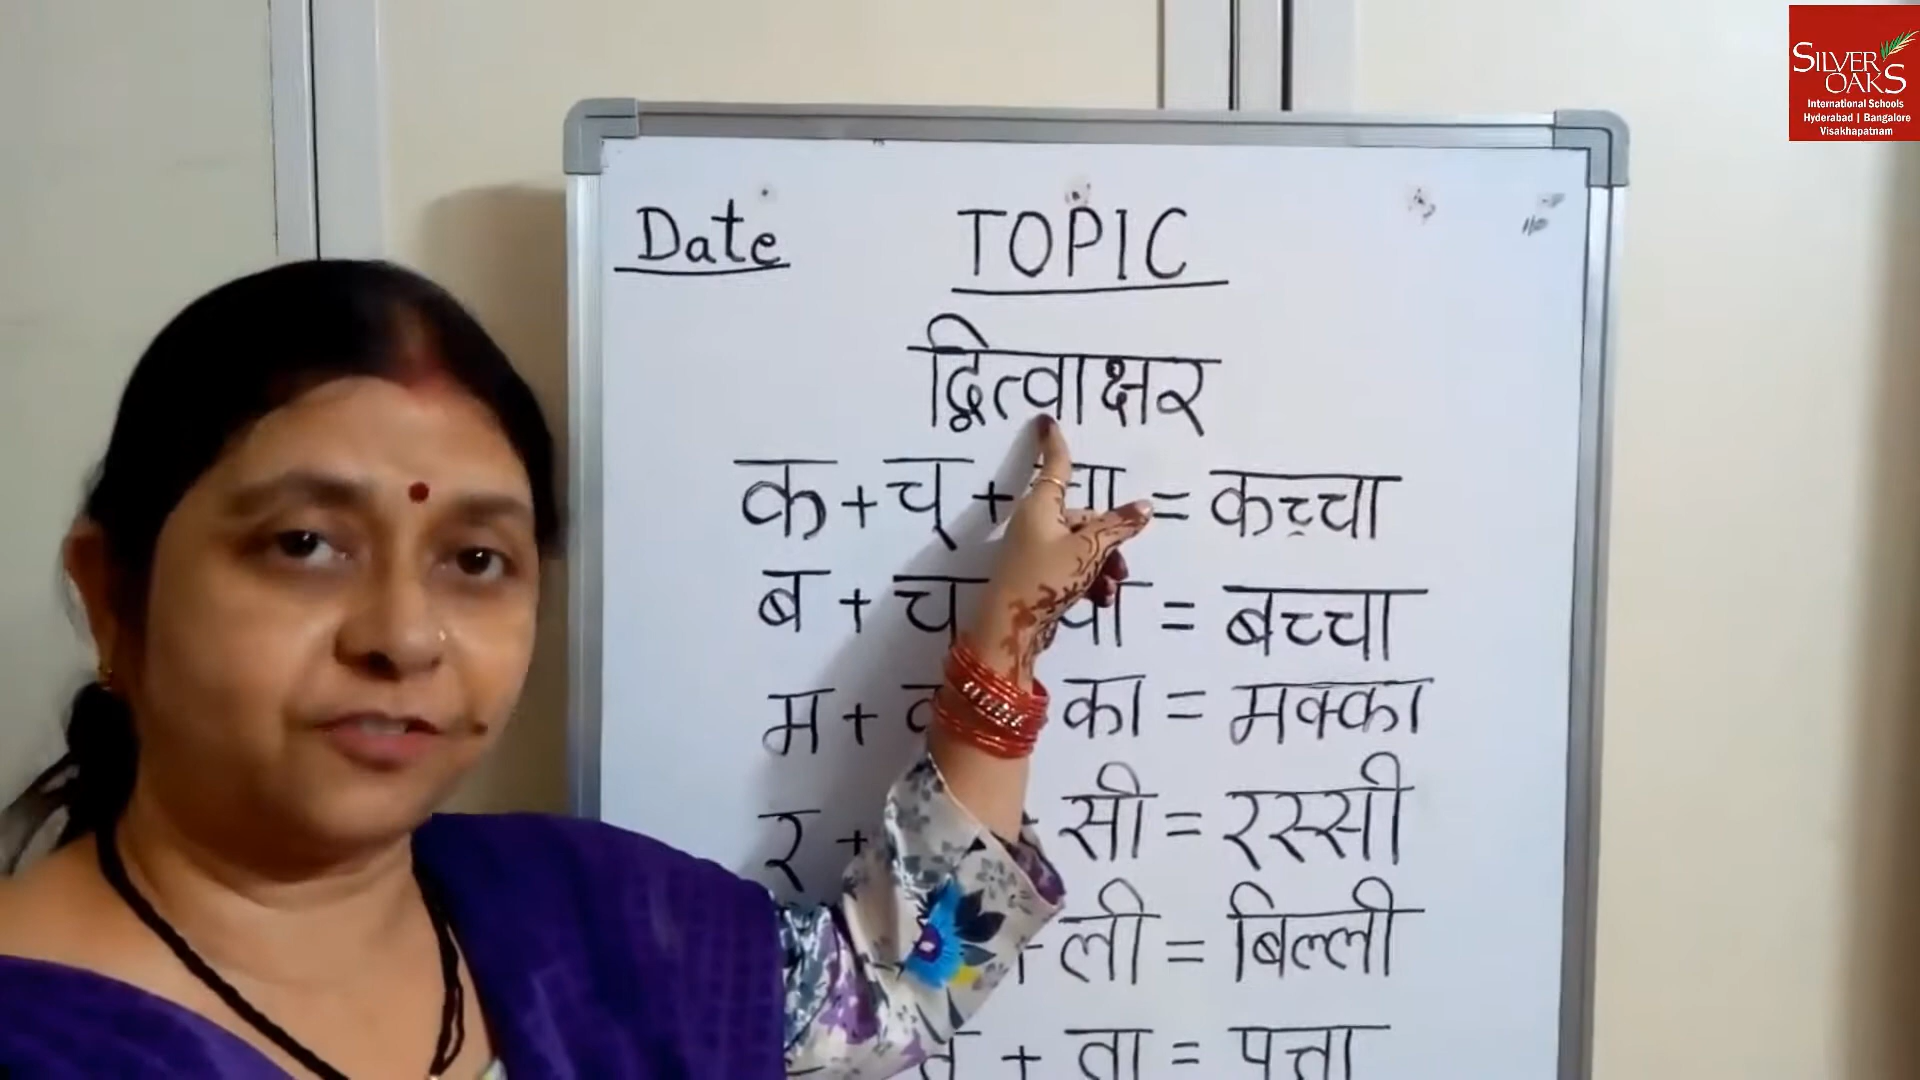 SILVER OAKS
International Schools
Hyderabad | Bangalore
Visakhapatnam
Date TOPIC
द्वित्वाक्षर
क + च् + = कच्चा
ब + च = बच्चा
म + का = मक्का
र + सी = रस्सी
+ ली = बिल्ली
+ ता = पत्ता